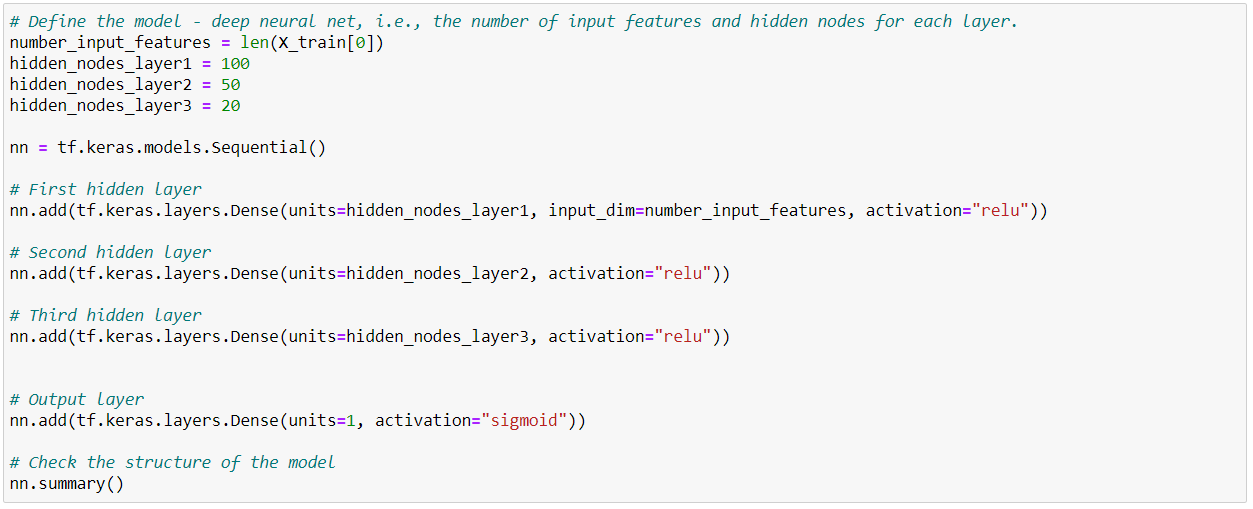 # Define the model - deep neural net, i.e., the number of input features and hidden nodes for each layer.
number_input_features = len(X_train[0])
hidden_nodes_layer1 = 100
hidden_nodes_layer2 = 50
hidden_nodes_layer3 = 20
nn = tf.keras.models.Sequential()
# First hidden layer
nn.add(tf.keras.layers.Dense(units=hidden_nodes_layer1, input_dim=number_input_features, activation="relu"))
# Second hidden layer
nn.add(tf.keras.layers.Dense(units=hidden_nodes_layer2, activation="relu"))
# Third hidden layer
nn.add(tf.keras.layers.Dense(units=hidden_nodes_layer3, activation="relu"))
# Output layer
nn.add(tf.keras.layers.Dense(units=1, activation="sigmoid"))
# Check the structure of the model
nn.summary()